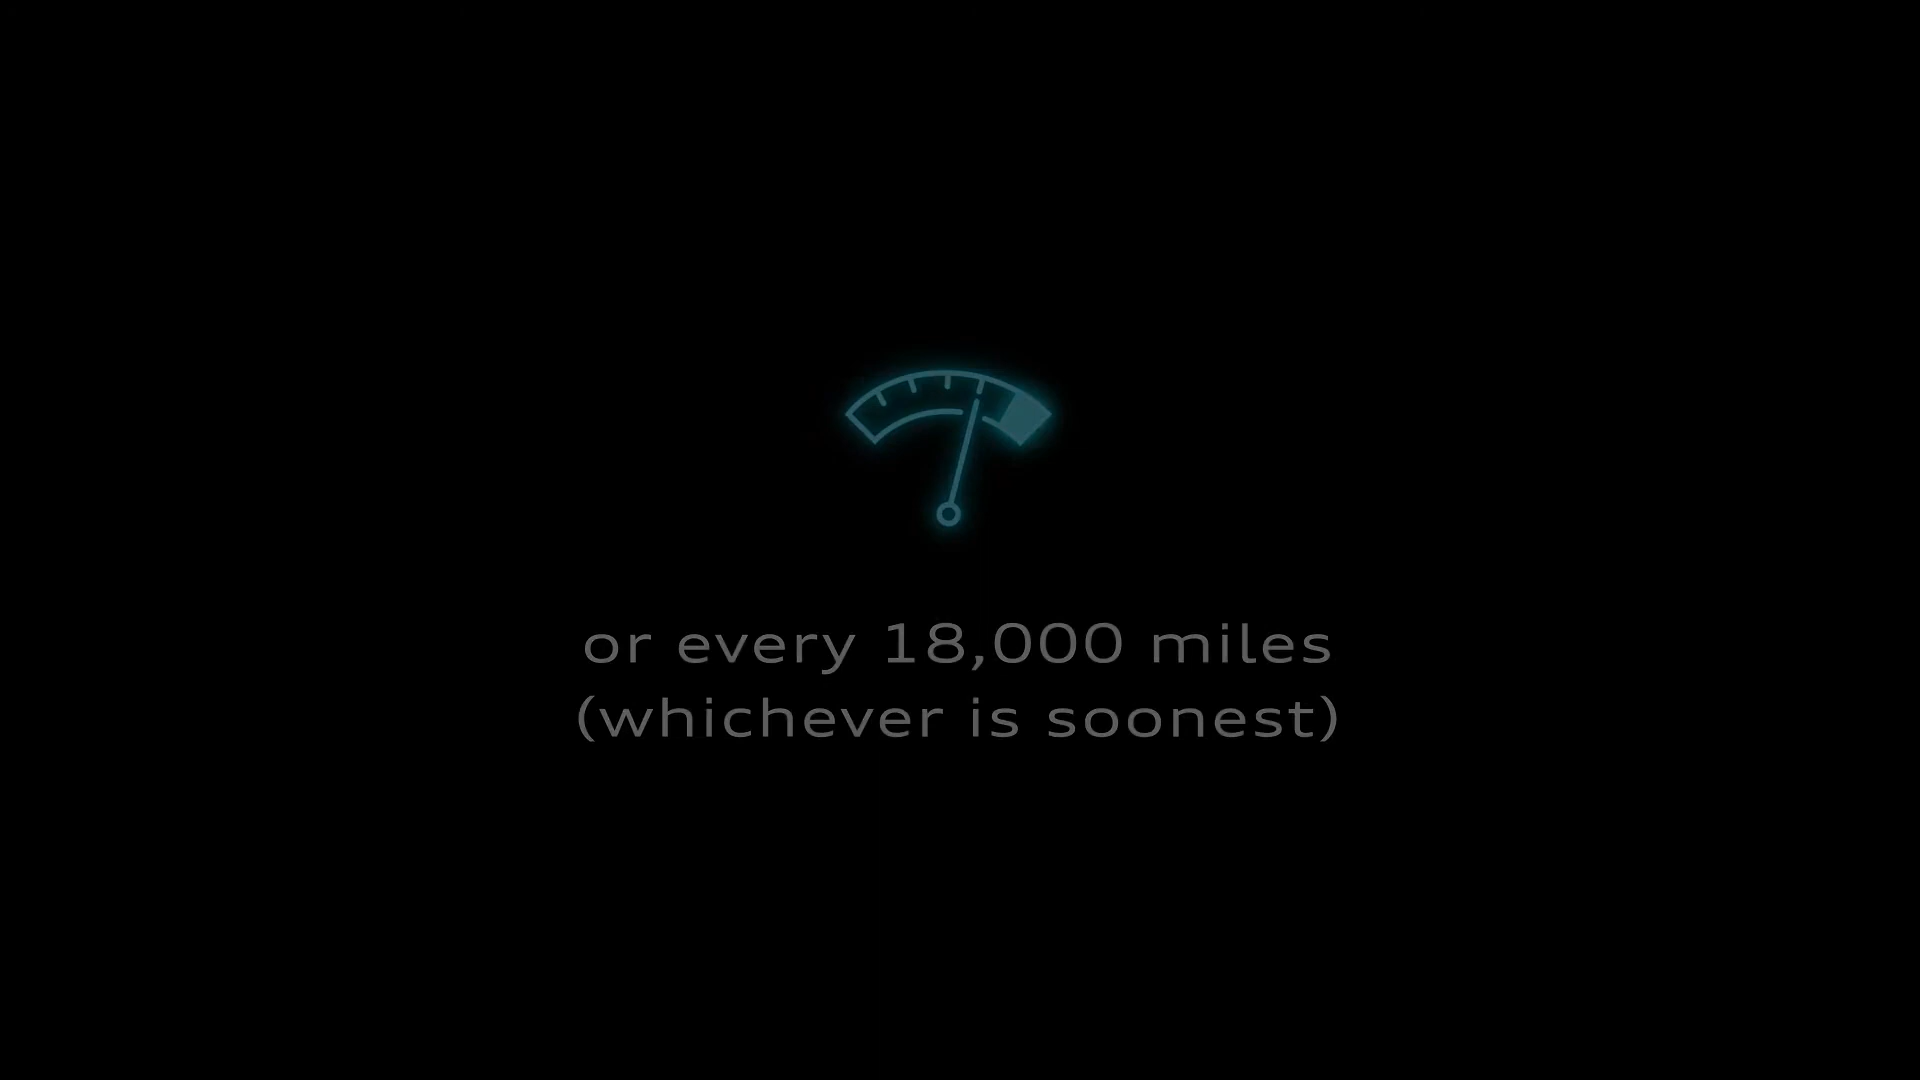 or every 18,000 miles
(whichever is soonest)